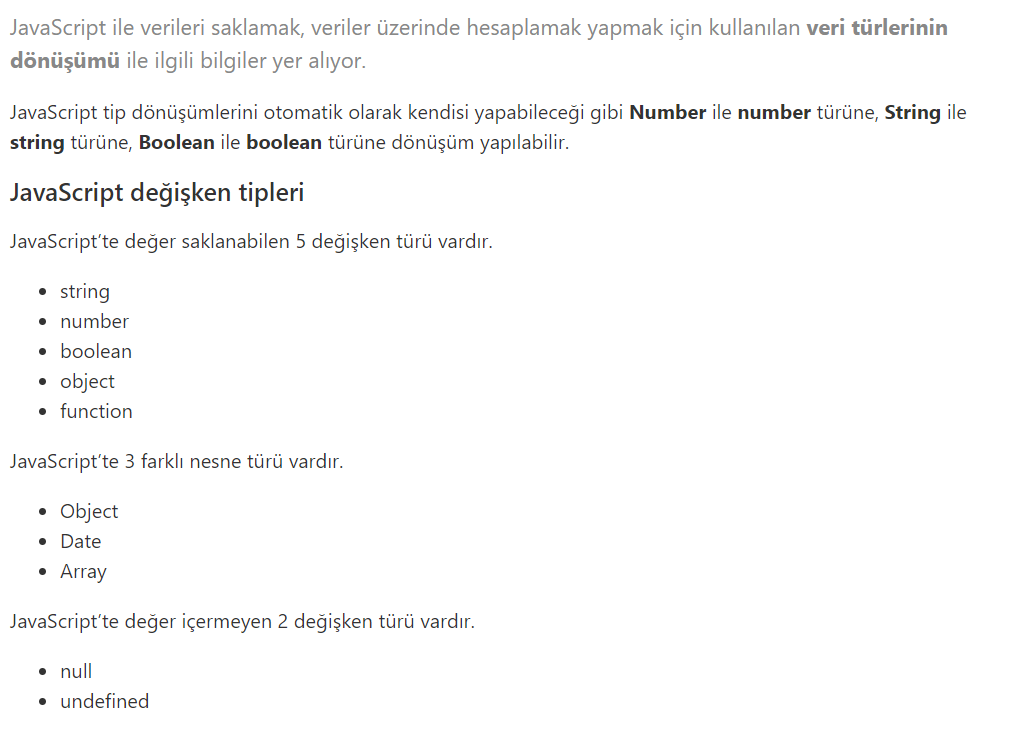 JavaScript ile verileri saklamak, veriler üzerinde hesaplamak yapmak için kullanılan veri türlerinin
dönüşümü ile ilgili bilgiler yer alıyor.
JavaScript tip dönüşümlerini otomatik olarak kendisi yapabileceği gibi Number ile number türüne, String ile
string türüne, Boolean ile boolean türüne dönüşüm yapılabilir.
JavaScript değişken tipleri
JavaScript’te değer saklanabilen 5 değişken türü vardır.
• string
• number
• boolean
• object
• function
JavaScript’te 3 farklı nesne türü vardır.
• Object
• Date
• Array
JavaScript’te değer içermeyen 2 değişken türü vardır.
• null
• undefined